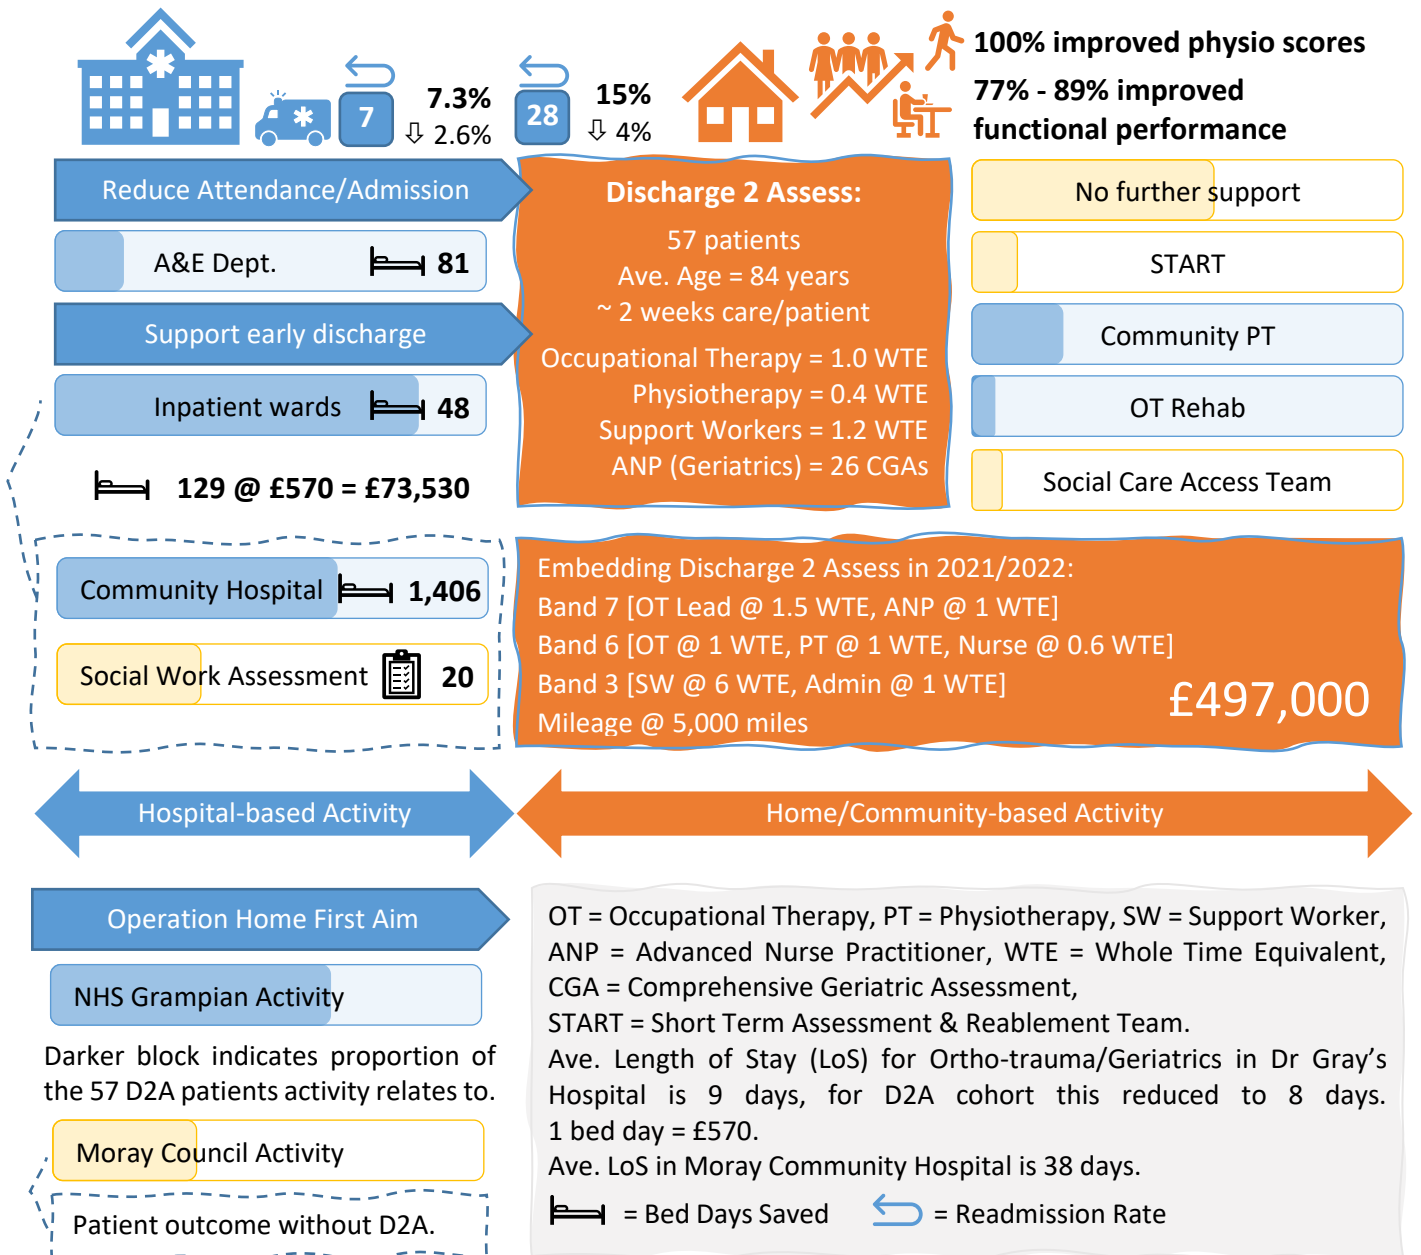 7
7.3%
⇩ 2.6%
28
15%
⇩ 4%
100% improved physio scores
77% - 89% improved
functional performance
Reduce Attendance/Admission
A&E Dept. 81
Support early discharge
Inpatient wards 48
129 @ £570 = £73,530
Discharge 2 Assess:
57 patients
Ave. Age = 84 years
~ 2 weeks care/patient
Occupational Therapy = 1.0 WTE
Physiotherapy = 0.4 WTE
Support Workers = 1.2 WTE
ANP (Geriatrics) = 26 CGAs
No further support
START
Community PT
OT Rehab
Social Care Access Team
Community Hospital 1,406
Social Work Assessment 20
Embedding Discharge 2 Assess in 2021/2022:
Band 7 [OT Lead @ 1.5 WTE, ANP @ 1 WTE]
Band 6 [OT @ 1 WTE, PT @ 1 WTE, Nurse @ 0.6 WTE]
Band 3 [SW @ 6 WTE, Admin @ 1 WTE]
Mileage @ 5,000 miles
£497,000
Hospital-based Activity
Home/Community-based Activity
Operation Home First Aim
NHS Grampian Activity
Darker block indicates proportion of
the 57 D2A patients activity relates to.
Moray Council Activity
Patient outcome without D2A.
OT = Occupational Therapy, PT = Physiotherapy, SW = Support Worker,
ANP = Advanced Nurse Practitioner, WTE = Whole Time Equivalent,
CGA = Comprehensive Geriatric Assessment,
START = Short Term Assessment & Reablement Team.
Ave. Length of Stay (LoS) for Ortho-trauma/Geriatrics in Dr Gray’s
Hospital is 9 days, for D2A cohort this reduced to 8 days.
1 bed day = £570.
Ave. LoS in Moray Community Hospital is 38 days.
= Bed Days Saved = Readmission Rate